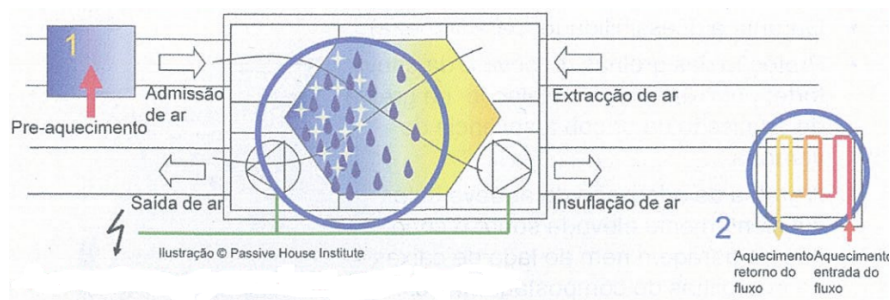 1
Pre-aquecimento
Admissão
de ar
Extracção de ar
Saída de ar
Insuflação de ar
Ilustração © Passive House Institute
2
Aquecimento
retorno do
fluxo
Aquecimento
entrada do
fluxo